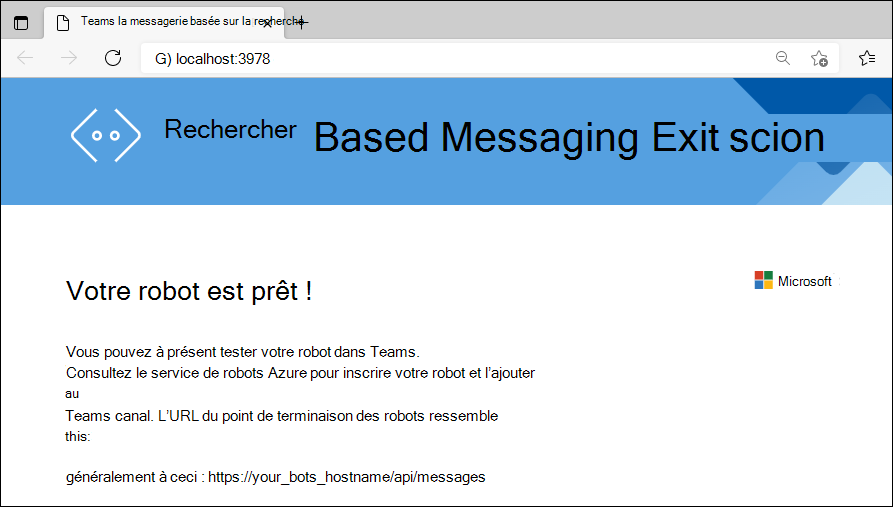 Teams la messagerie basée sur la recherche
G) localhost:3978
Rechercher Based Messaging Exit scion
Votre robot est prêt !
Microsoft
Vous pouvez à présent tester votre robot dans Teams.
Consultez le service de robots Azure pour inscrire votre robot et l’ajouter
au
Teams canal. L’URL du point de terminaison des robots ressemble
this:
généralement à ceci : https://your_bots_hostname/api/messages